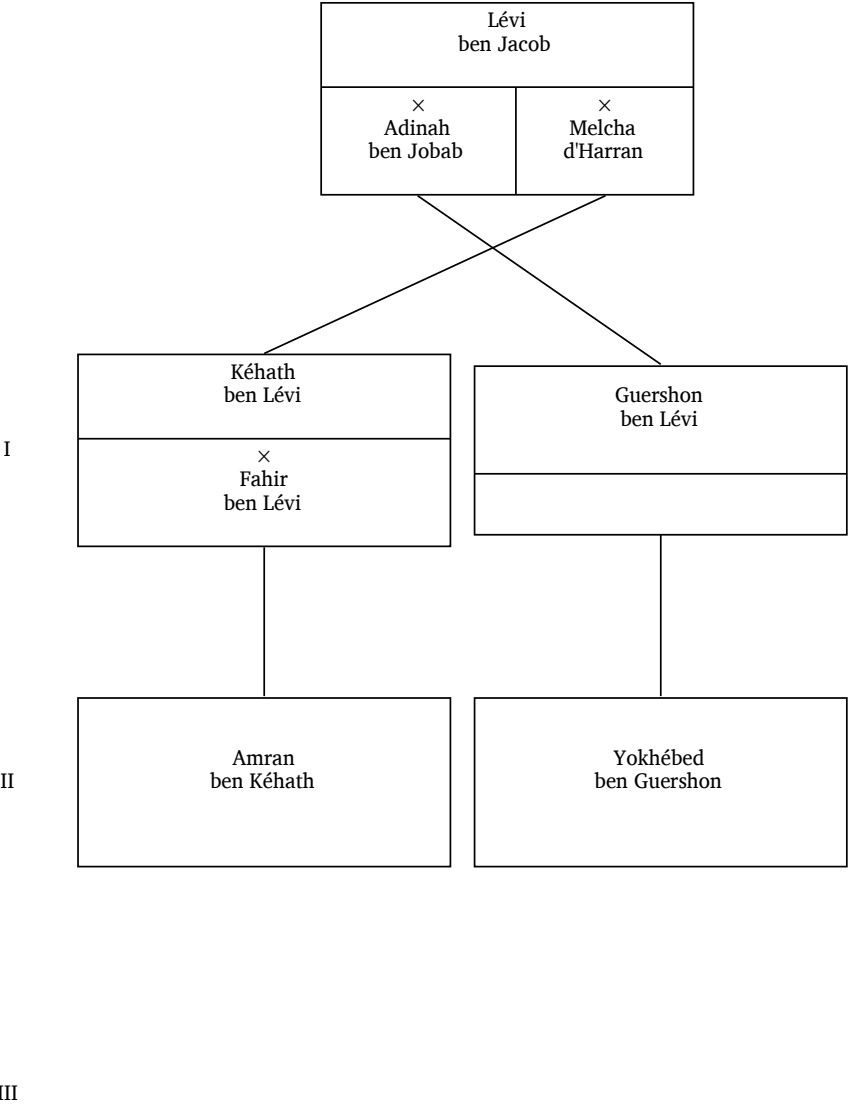 Lévi
ben Jacob
×
Adinah
ben Jobab
×
Melcha
d'Harran
I
Kéhath
ben Lévi
×
Fahir
ben Lévi
Guershon
ben Lévi
II
Amran
ben Kéhath
Yokhébed
ben Guershon
III